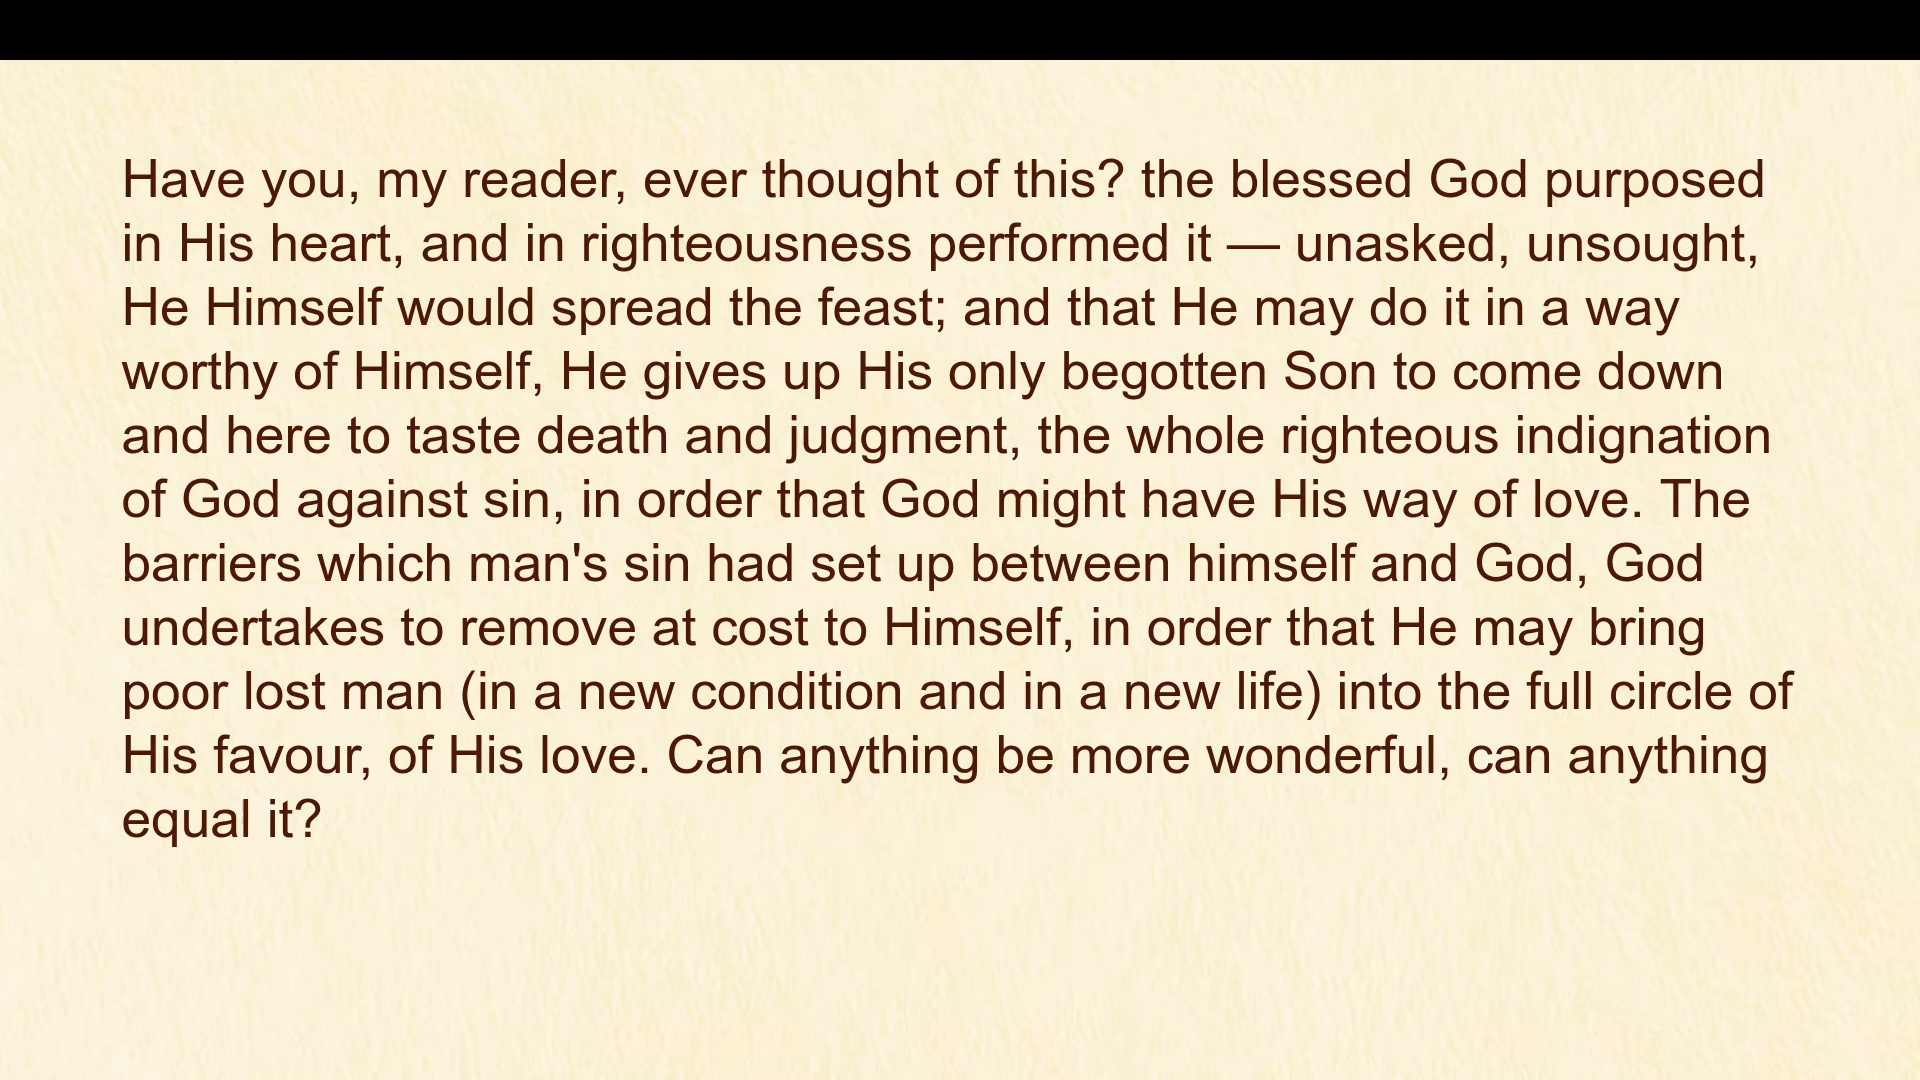 Have you, my reader, ever thought of this? the blessed God purposed
in His heart, and in righteousness performed it — unasked, unsought,
He Himself would spread the feast; and that He may do it in a way
worthy of Himself, He gives up His only begotten Son to come down
and here to taste death and judgment, the whole righteous indignation
of God against sin, in order that God might have His way of love. The
barriers which man's sin had set up between himself and God, God
undertakes to remove at cost to Himself, in order that He may bring
poor lost man (in a new condition and in a new life) into the full circle of
His favour, of His love. Can anything be more wonderful, can anything
equal it?